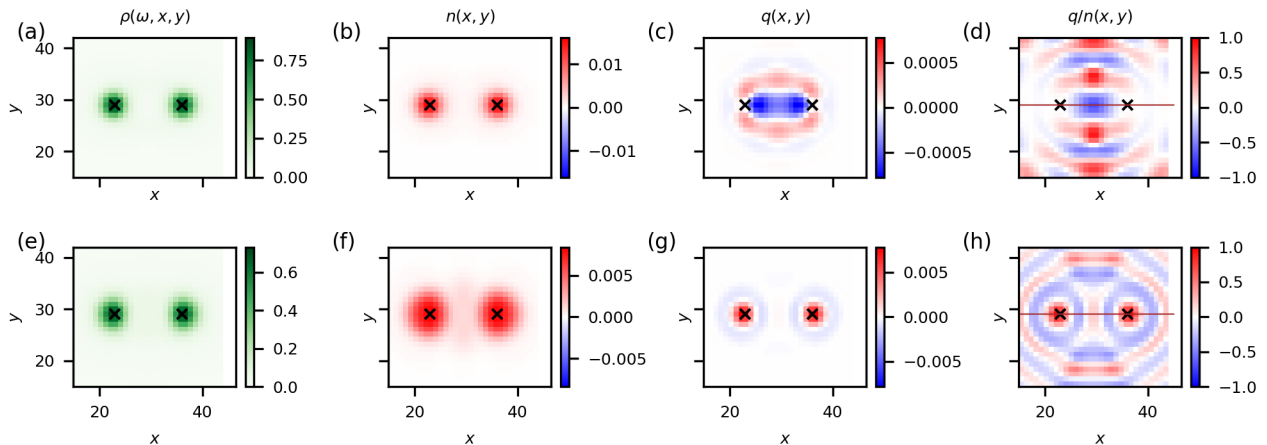 ρ(ω, x, y)
n(x, y)
q(x, y)
q/n(x, y)
(a)
(b)
(c)
(d)
40
30
20
y
20
40
x
0.75
0.50
0.25
0.00
0.01
0.00
−0.01
y
x
0.0005
0.0000
−0.0005
y
x
1.0
0.5
0.0
−0.5
−1.0
y
x
(e)
(f)
(g)
(h)
40
30
20
y
20
40
x
0.6
0.4
0.2
0.0
0.005
0.000
−0.005
y
20
40
x
0.005
0.000
−0.005
y
20
40
x
1.0
0.5
0.0
−0.5
−1.0
y
20
40
x